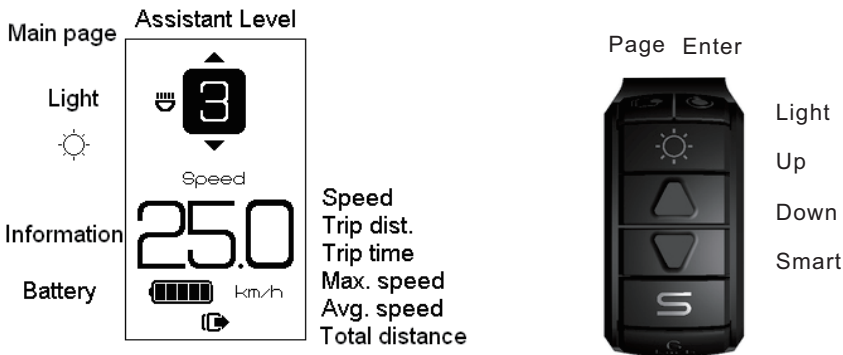 Assistant Level
Main page
Light
3
Speed
25.0
Information
Battery
km/h
Speed
Trip dist.
Trip time
Max. speed
Avg. speed
Total distance
Page Enter
Light
Up
Down
Smart
S